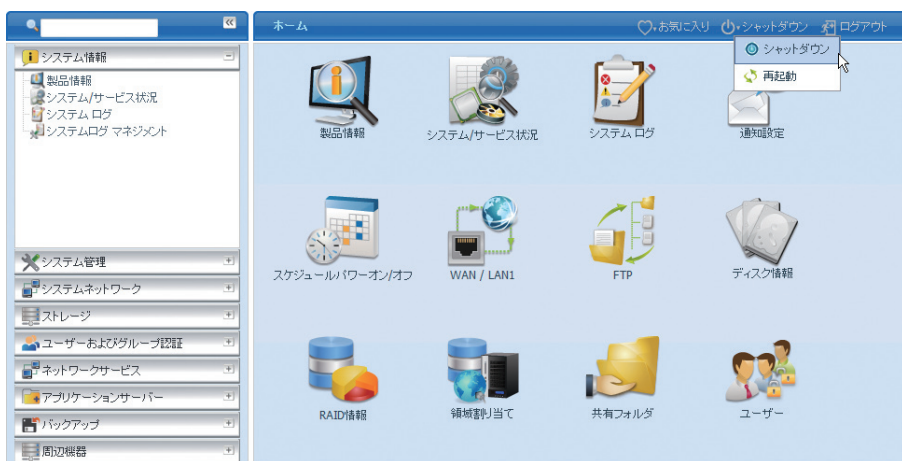 ホーム
お気に入り
シャットダウン
ログアウト
シャットダウン
再起動
システム情報
製品情報
システム/サービス状況
システム ログ
システムログ マネジメント
システム管理
システムネットワーク
ストレージ
ユーザーおよびグループ認証
ネットワークサービス
アプリケーションサーバー
バックアップ
周辺機器
製品情報
システム/サービス状況
システム ログ
通知設定
スケジュールパワーオン/オフ
WAN / LAN1
FTP
ディスク情報
RAID情報
領域割り当て
共有フォルダ
ユーザー